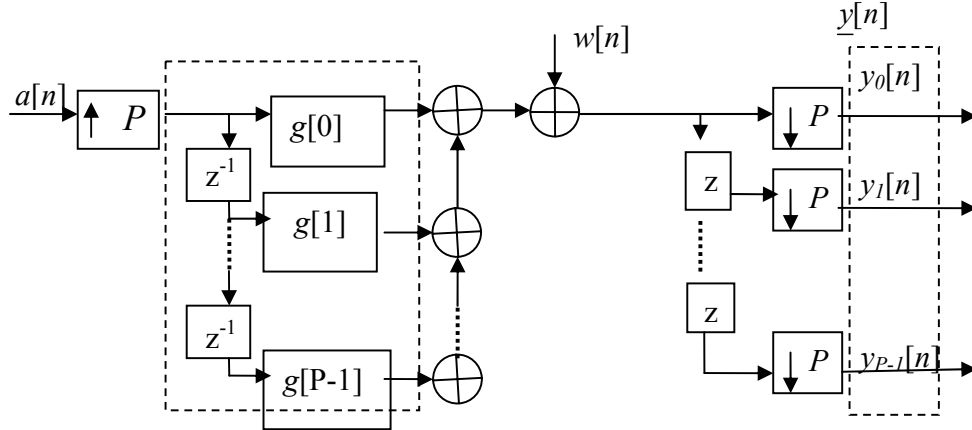 y[n]
w[n]
a[n]
P
g[0]
P
y0[n]
z-1
g[1]
z
P
y1[n]
z-1
g[P-1]
z
P
yP-1[n]